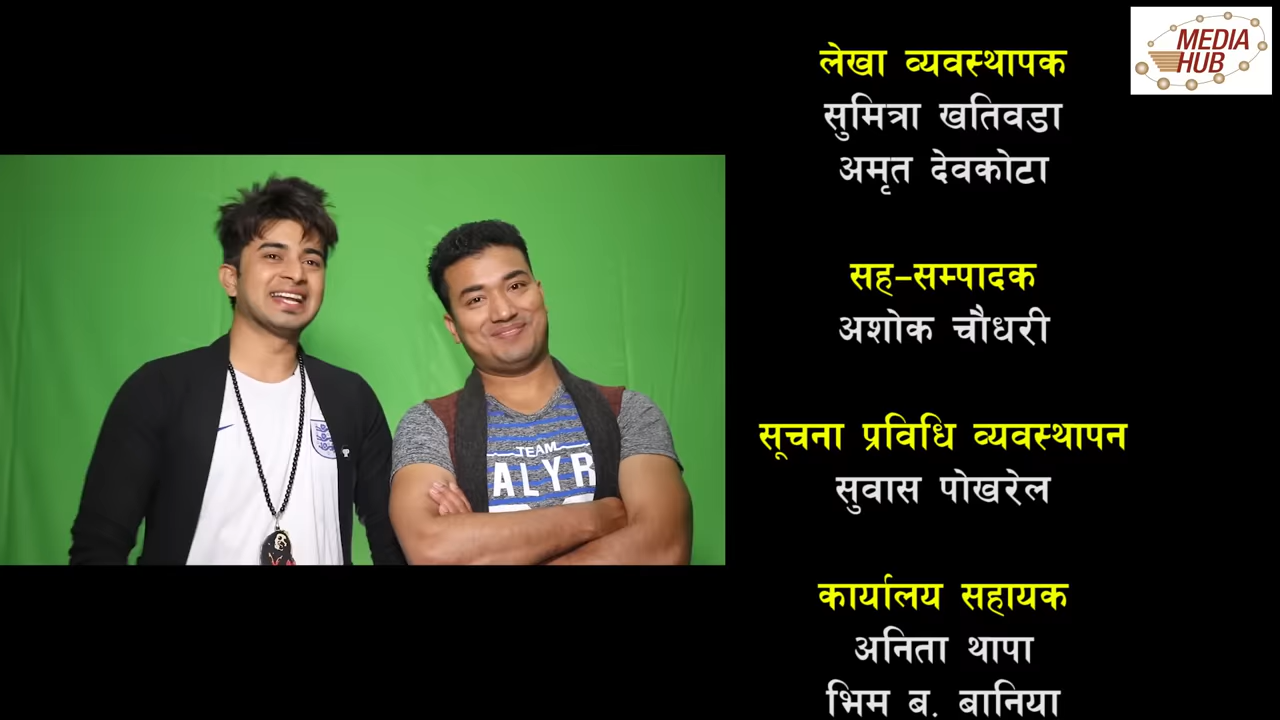 MEDIA
HUB
लेखा व्यवस्थापक
सुमित्रा खतिवडा
अमृत देवकोटा
सह-सम्पादक
अशोक चौधरी
सूचना प्रविधि व्यवस्थापन
सुवास पोखरेल
कार्यालय सहायक
अनिता थापा
भिम ब. बानिया
TEAM
ALYR